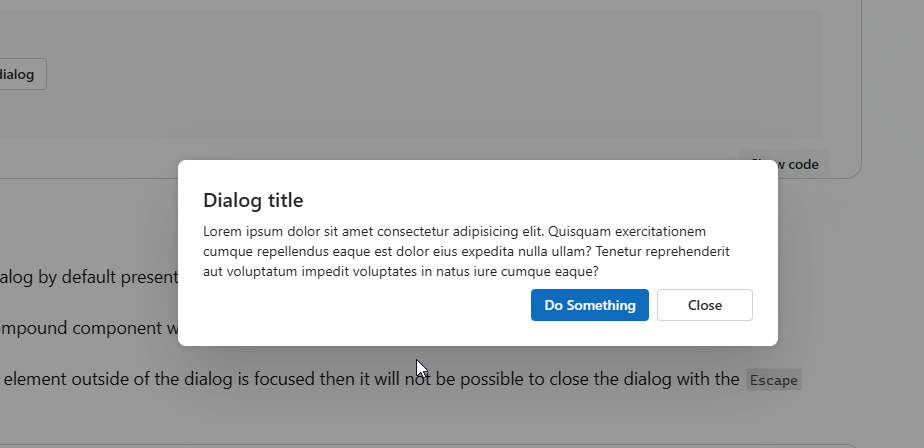 dialog
Show code
Dialog title
Lorem ipsum dolor sit amet consectetur adipisicing elit. Quisquam exercitationem
cumque repellendus eaque est dolor eius expedita nulla ullam? Tenetur reprehenderit
aut voluptatum impedit voluptates in natus iure cumque eaque?
Do Something Close
alog by default present
ompound component w
element outside of the dialog is focused then it will not be possible to close the dialog with the Escape